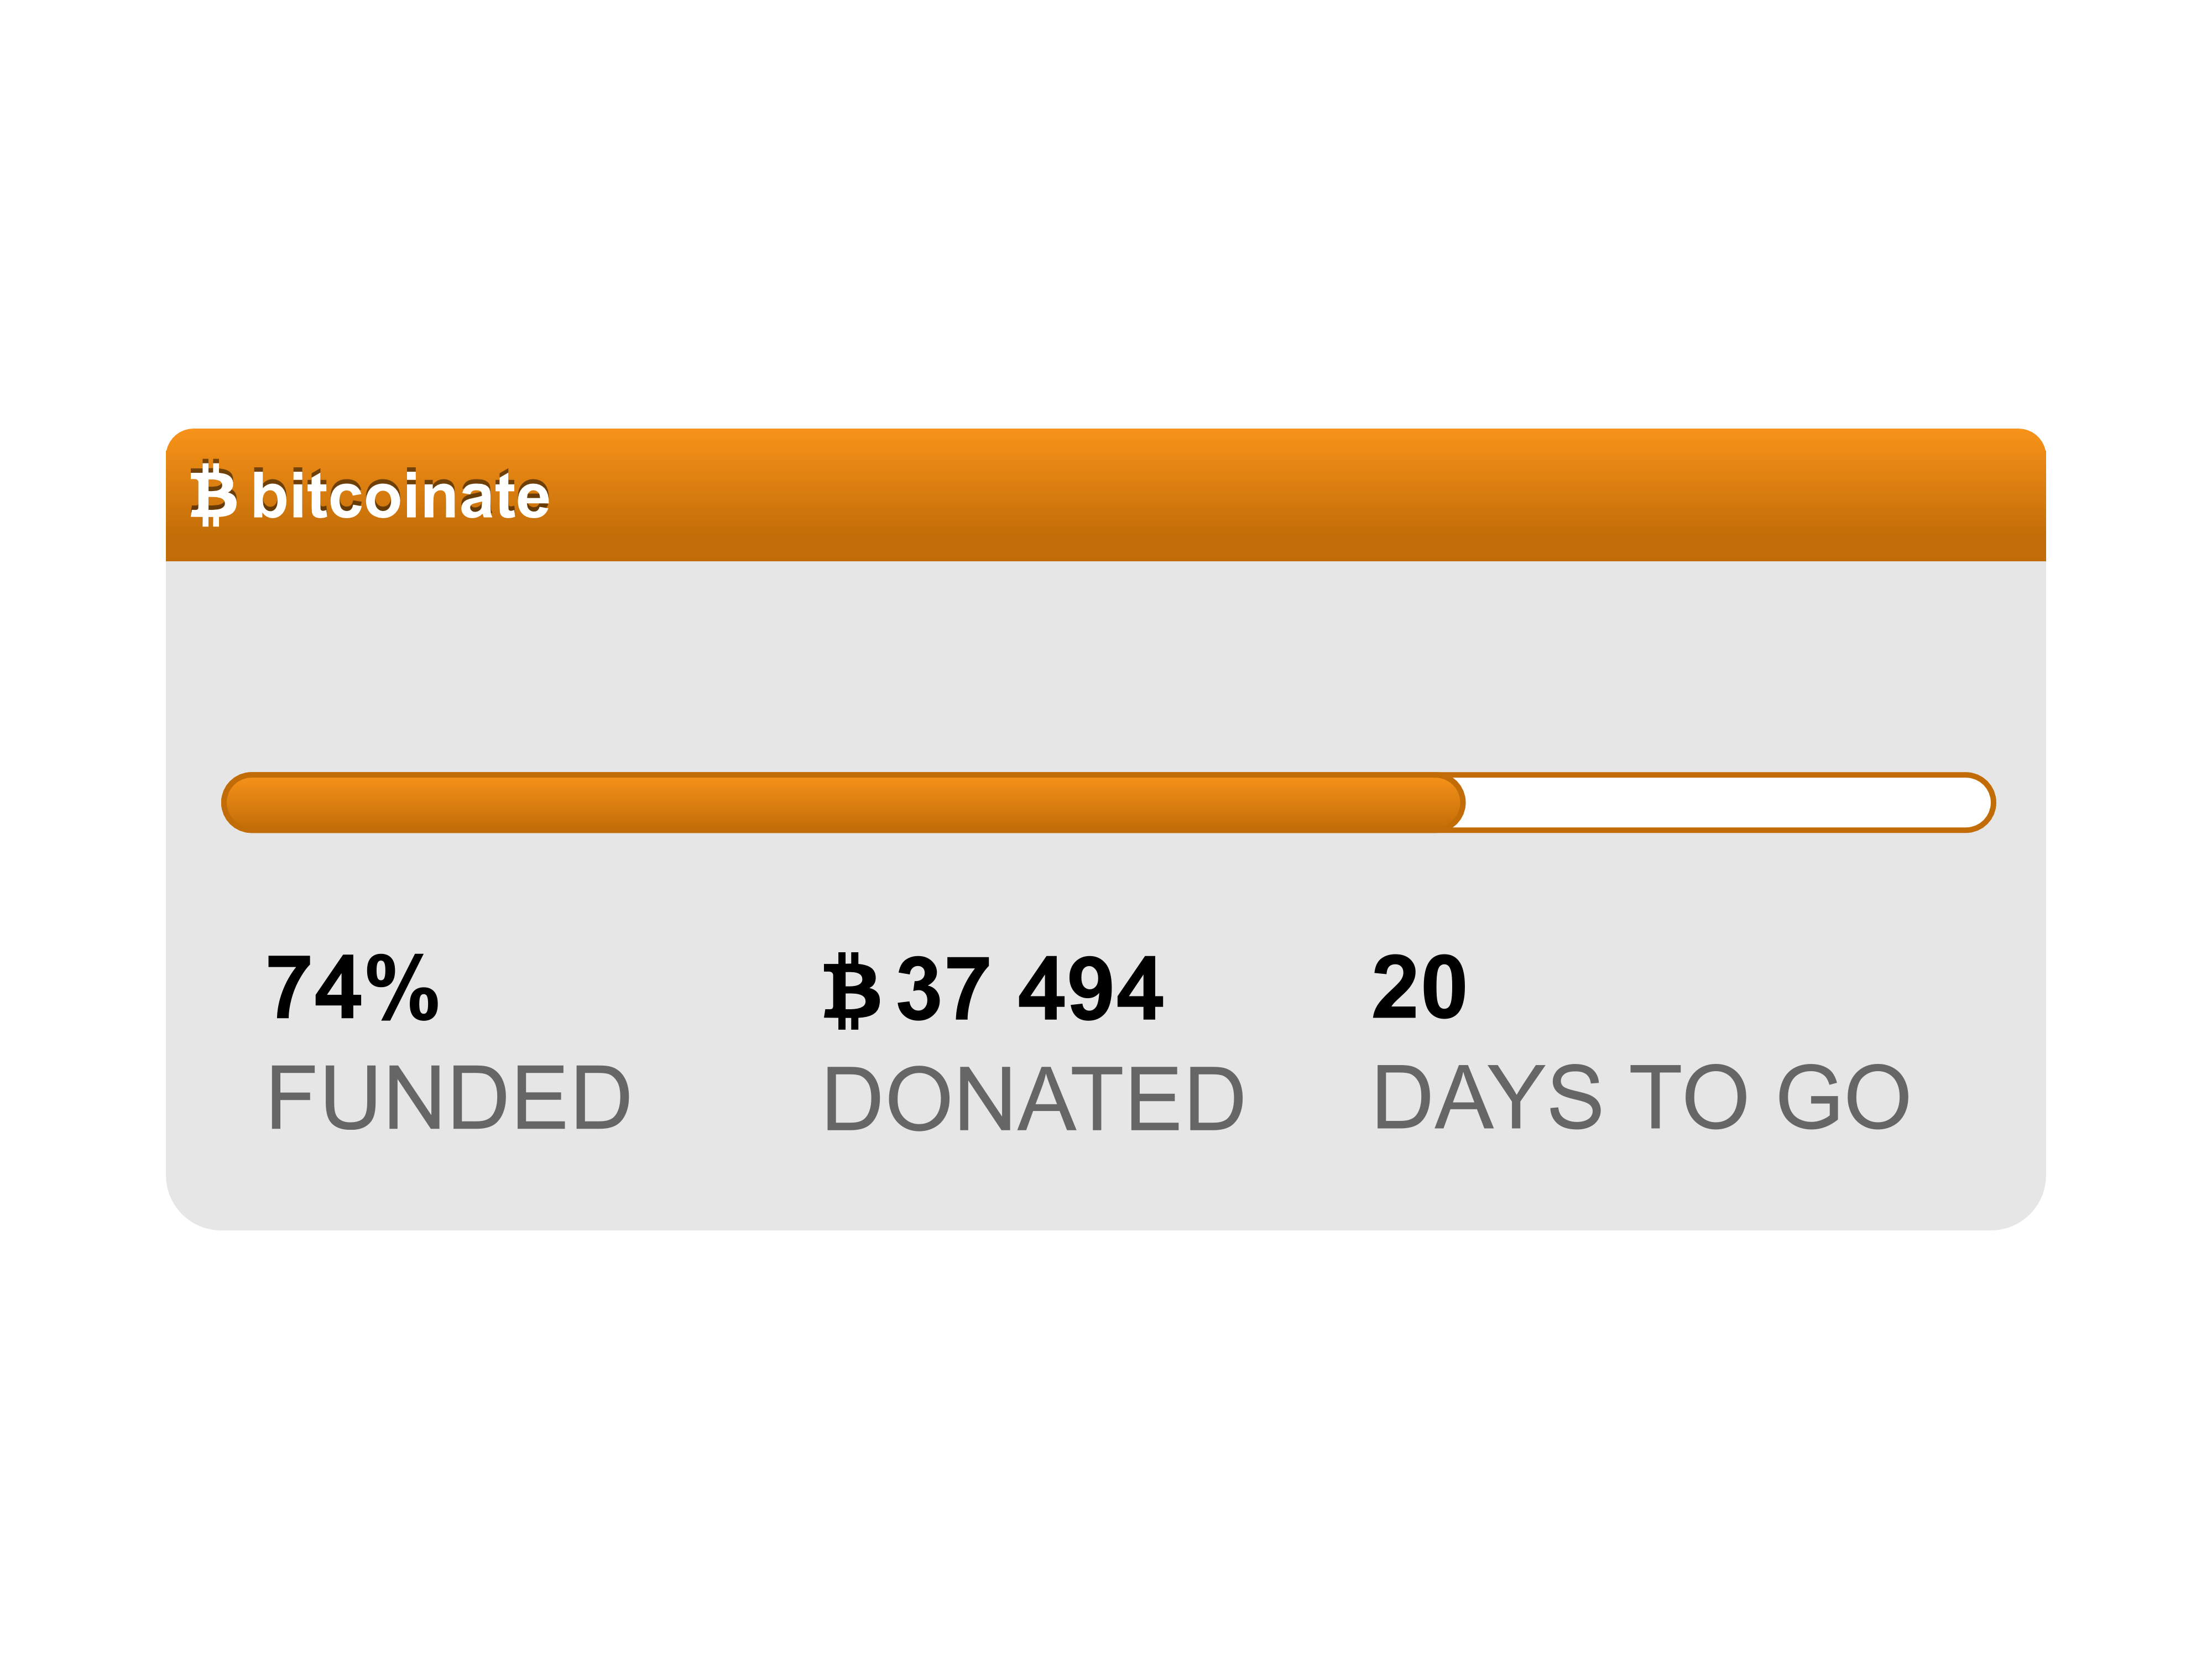 ₿ bitcoinate
74%
FUNDED
₿ 37 494
DONATED
20
DAYS TO GO